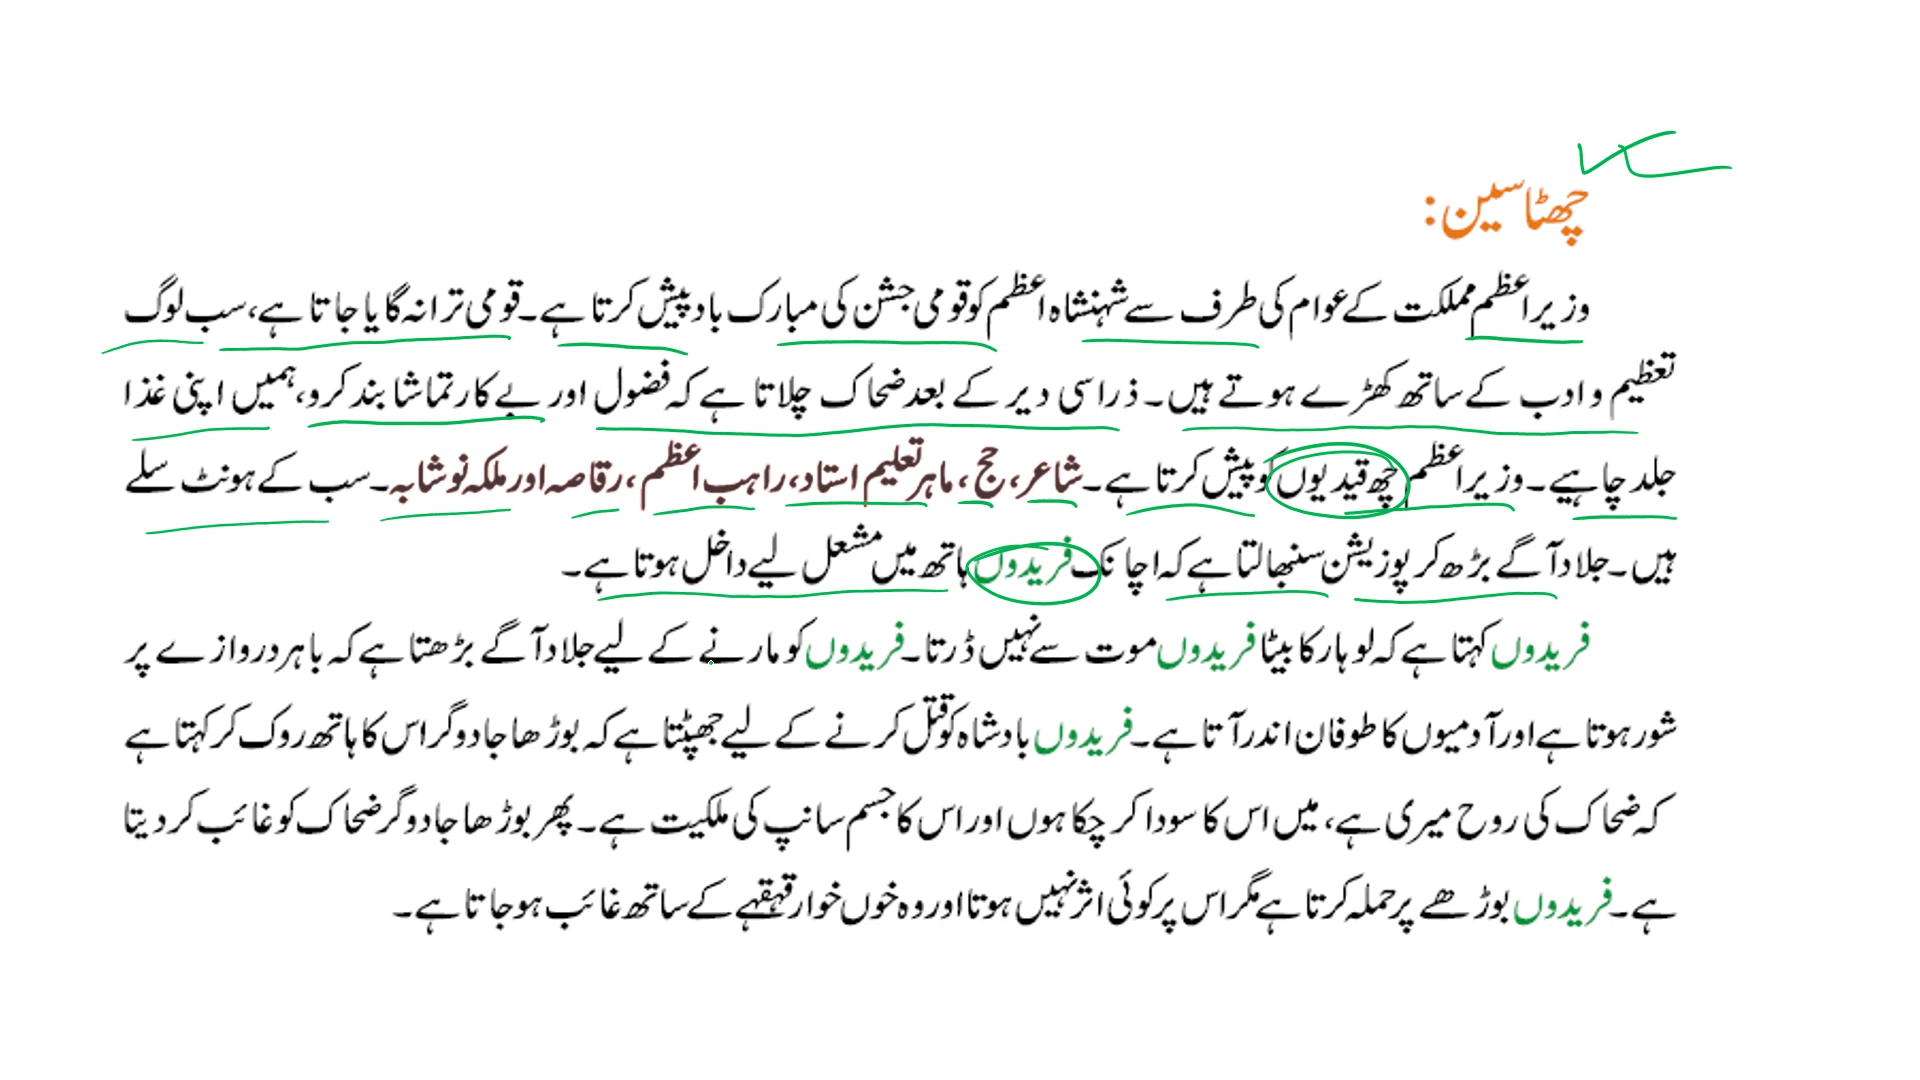 چھٹا سین:
وزیر اعظم مملکت کے عوام کی طرف سے شہنشاہ اعظم کو قومی جشن کی مبارک باد پیش کرتا ہے۔ قومی ترانہ گایا جاتا ہے، سب لوگ
تعظیم و ادب کے ساتھ کھڑے ہوتے ہیں۔ ذرا سی دیر کے بعد ضحاک چلاتا ہے کہ فضول اور بے کار تماشا بند کرو، ہمیں اپنی غذا
جلد چاہیے۔ وزیر اعظم چھ قیدیوں کو پیش کرتا ہے۔ شاعر، جج، ماہر تعلیم استاد، راہب اعظم، رقاصہ اور ملکہ نوشابہ۔ سب کے ہونٹ سلے
ہیں۔ جلاد آگے بڑھ کر پوزیشن سنبھالتا ہے کہ اچانک فریدوں ہاتھ میں مشعل لیے داخل ہوتا ہے۔
فریدوں کہتا ہے کہ لوہار کا بیٹا فریدوں موت سے نہیں ڈرتا۔ فریدوں کو مارنے کے لیے جلاد آگے بڑھتا ہے کہ باہر دروازے پر
شور ہوتا ہے اور آدمیوں کا طوفان اندر آتا ہے۔ فریدوں بادشاہ کو قتل کرنے کے لیے جھپٹتا ہے کہ بوڑھا جادوگر اس کا ہاتھ روک کر کہتا ہے
کہ ضحاک کی روح میری ہے، میں اس کا سودا کر چکا ہوں اور اس کا جسم سانپ کی ملکیت ہے۔ پھر بوڑھا جادوگر ضحاک کو غائب کر دیتا
ہے۔ فریدوں بوڑھے پر حملہ کرتا ہے مگر اس پر کوئی اثر نہیں ہوتا اور وہ خوں خوار قہقہے کے ساتھ غائب ہو جاتا ہے۔